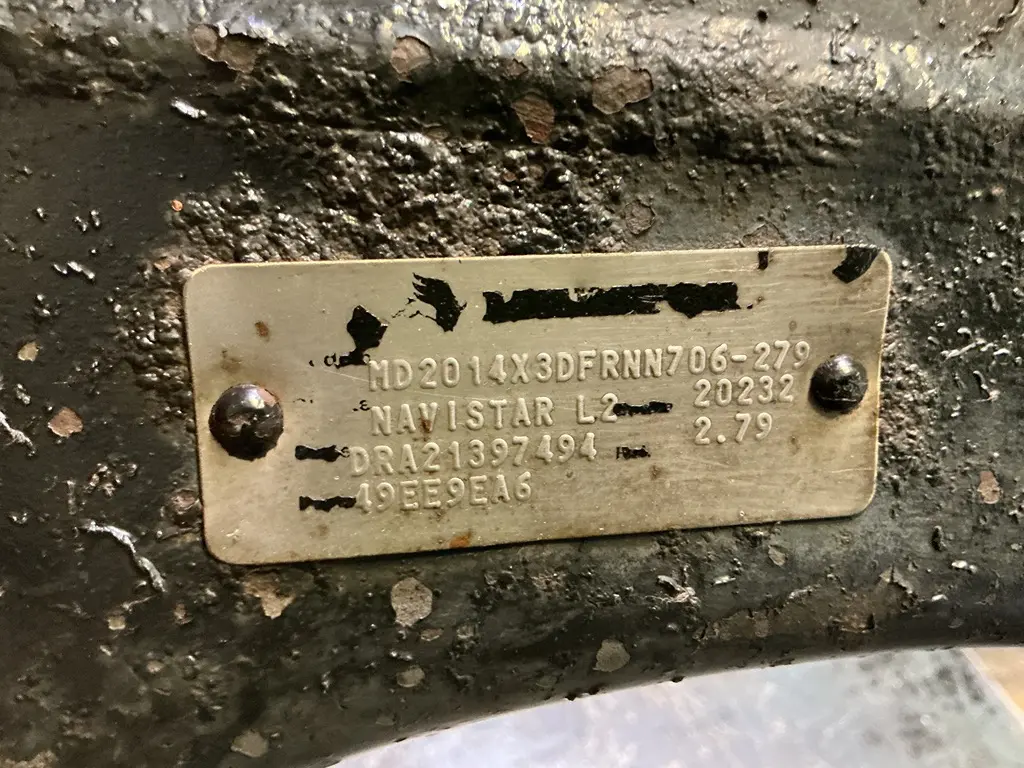 MD2014X3DFRNN706-279
NAVISTAR L2 20232
DRA21397494 2.79
49EE9EA6